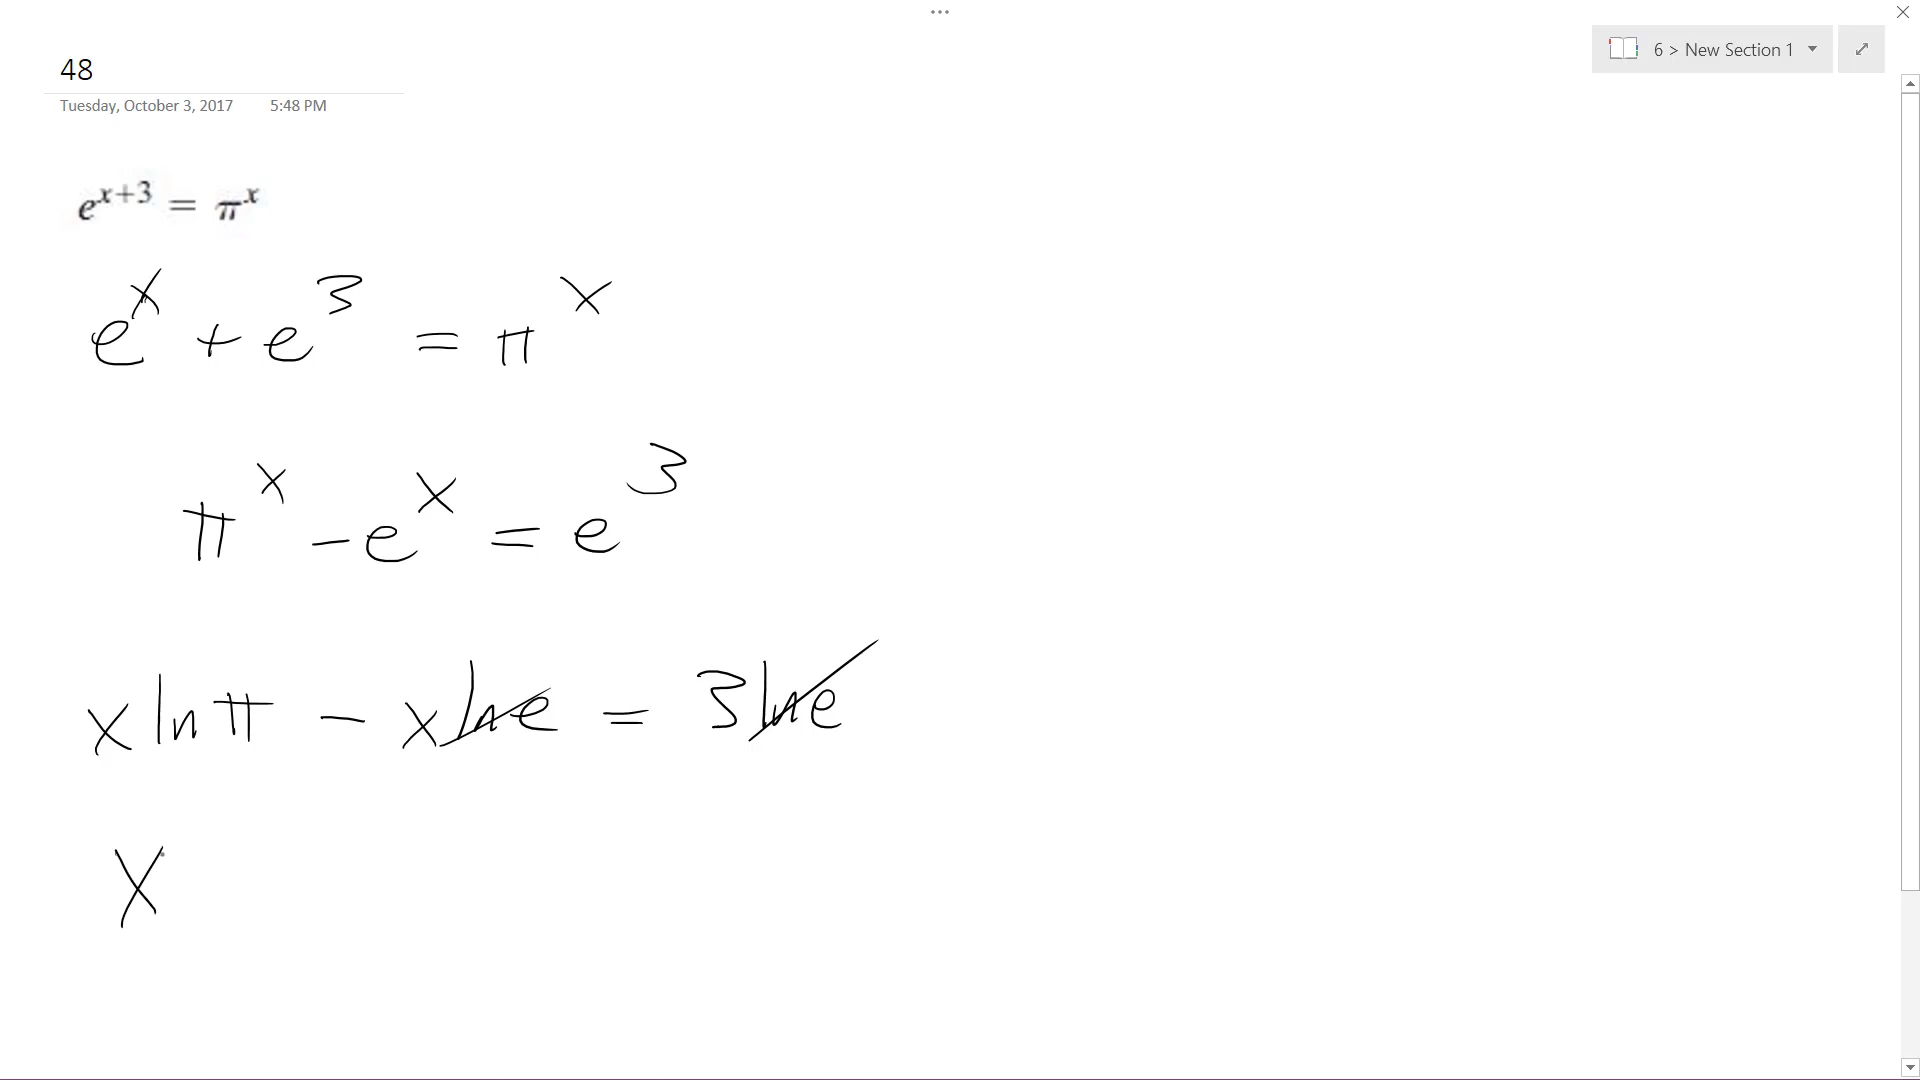 ...
6 > New Section 1
48
Tuesday, October 3, 2017 5:48 PM
e^{x+3} = π^x
e^x + e^3 = π^x
π^x - e^x = e^3
x ln π - x ln e = 3 ln e
x